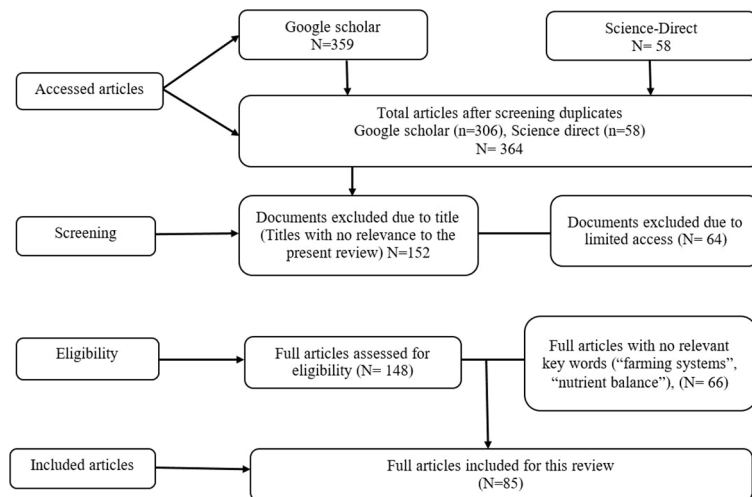 Google scholar
N=359
Science-Direct
N= 58
Accessed articles
Total articles after screening duplicates
Google scholar (n=306), Science direct (n=58)
N= 364
Screening
Documents excluded due to title
(Titles with no relevance to the
present review) N=152
Documents excluded due to
limited access (N= 64)
Eligibility
Full articles assessed for
eligibility (N= 148)
Full articles with no relevant
key words (“farming systems”,
“nutrient balance”), (N= 66)
Included articles
Full articles included for this review
(N=85)